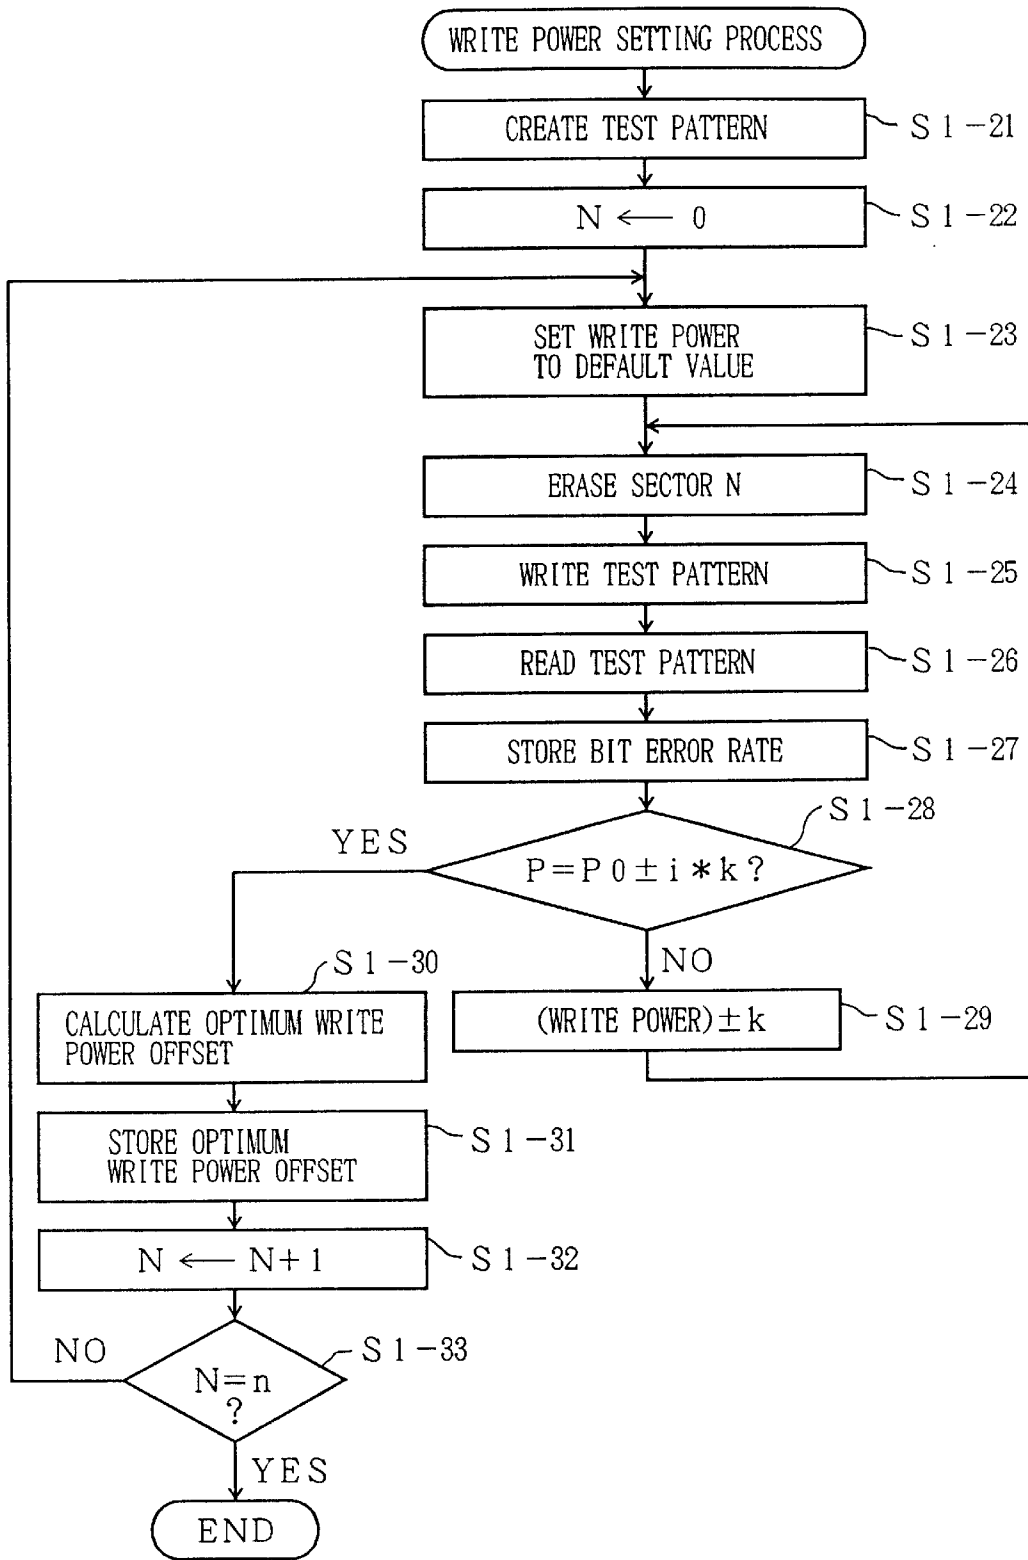 WRITE POWER SETTING PROCESS
CREATE TEST PATTERN
S1-21
N ← 0
S1-22
SET WRITE POWER
TO DEFAULT VALUE
S1-23
ERASE SECTOR N
S1-24
WRITE TEST PATTERN
S1-25
READ TEST PATTERN
S1-26
STORE BIT ERROR RATE
S1-27
S1-28
YES
P=P0±i*k?
NO
S1-30
CALCULATE OPTIMUM WRITE
POWER OFFSET
(WRITE POWER)±k
S1-29
STORE OPTIMUM
WRITE POWER OFFSET
S1-31
N ← N+1
S1-32
NO
S1-33
N=n
?
YES
END